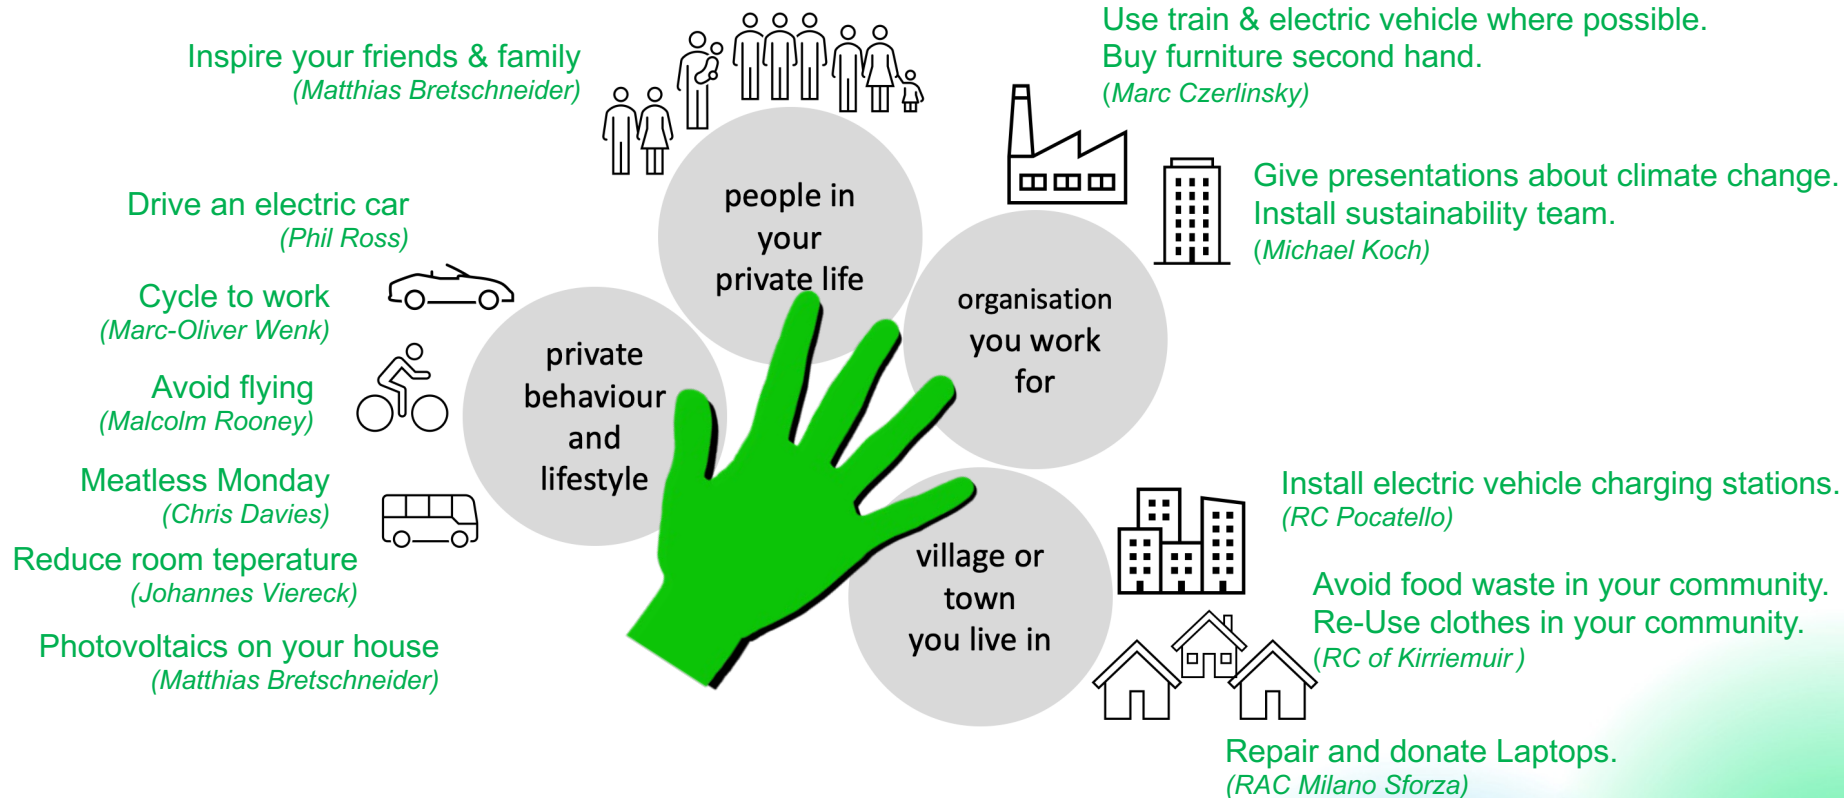 Inspire your friends & family
(Matthias Bretschneider)
Drive an electric car
(Phil Ross)
Cycle to work
(Marc-Oliver Wenk)
Avoid flying
(Malcolm Rooney)
Meatless Monday
(Chris Davies)
Reduce room teperature
(Johannes Viereck)
Photovoltaics on your house
(Matthias Bretschneider)
private
behaviour
and
lifestyle
people in
your
private life
organisation
you work
for
village or
town
you live in
Use train & electric vehicle where possible.
Buy furniture second hand.
(Marc Czerlinsky)
Give presentations about climate change.
Install sustainability team.
(Michael Koch)
Install electric vehicle charging stations.
(RC Pocatello)
Avoid food waste in your community.
Re-Use clothes in your community.
(RC of Kirriemuir )
Repair and donate Laptops.
(RAC Milano Sforza)